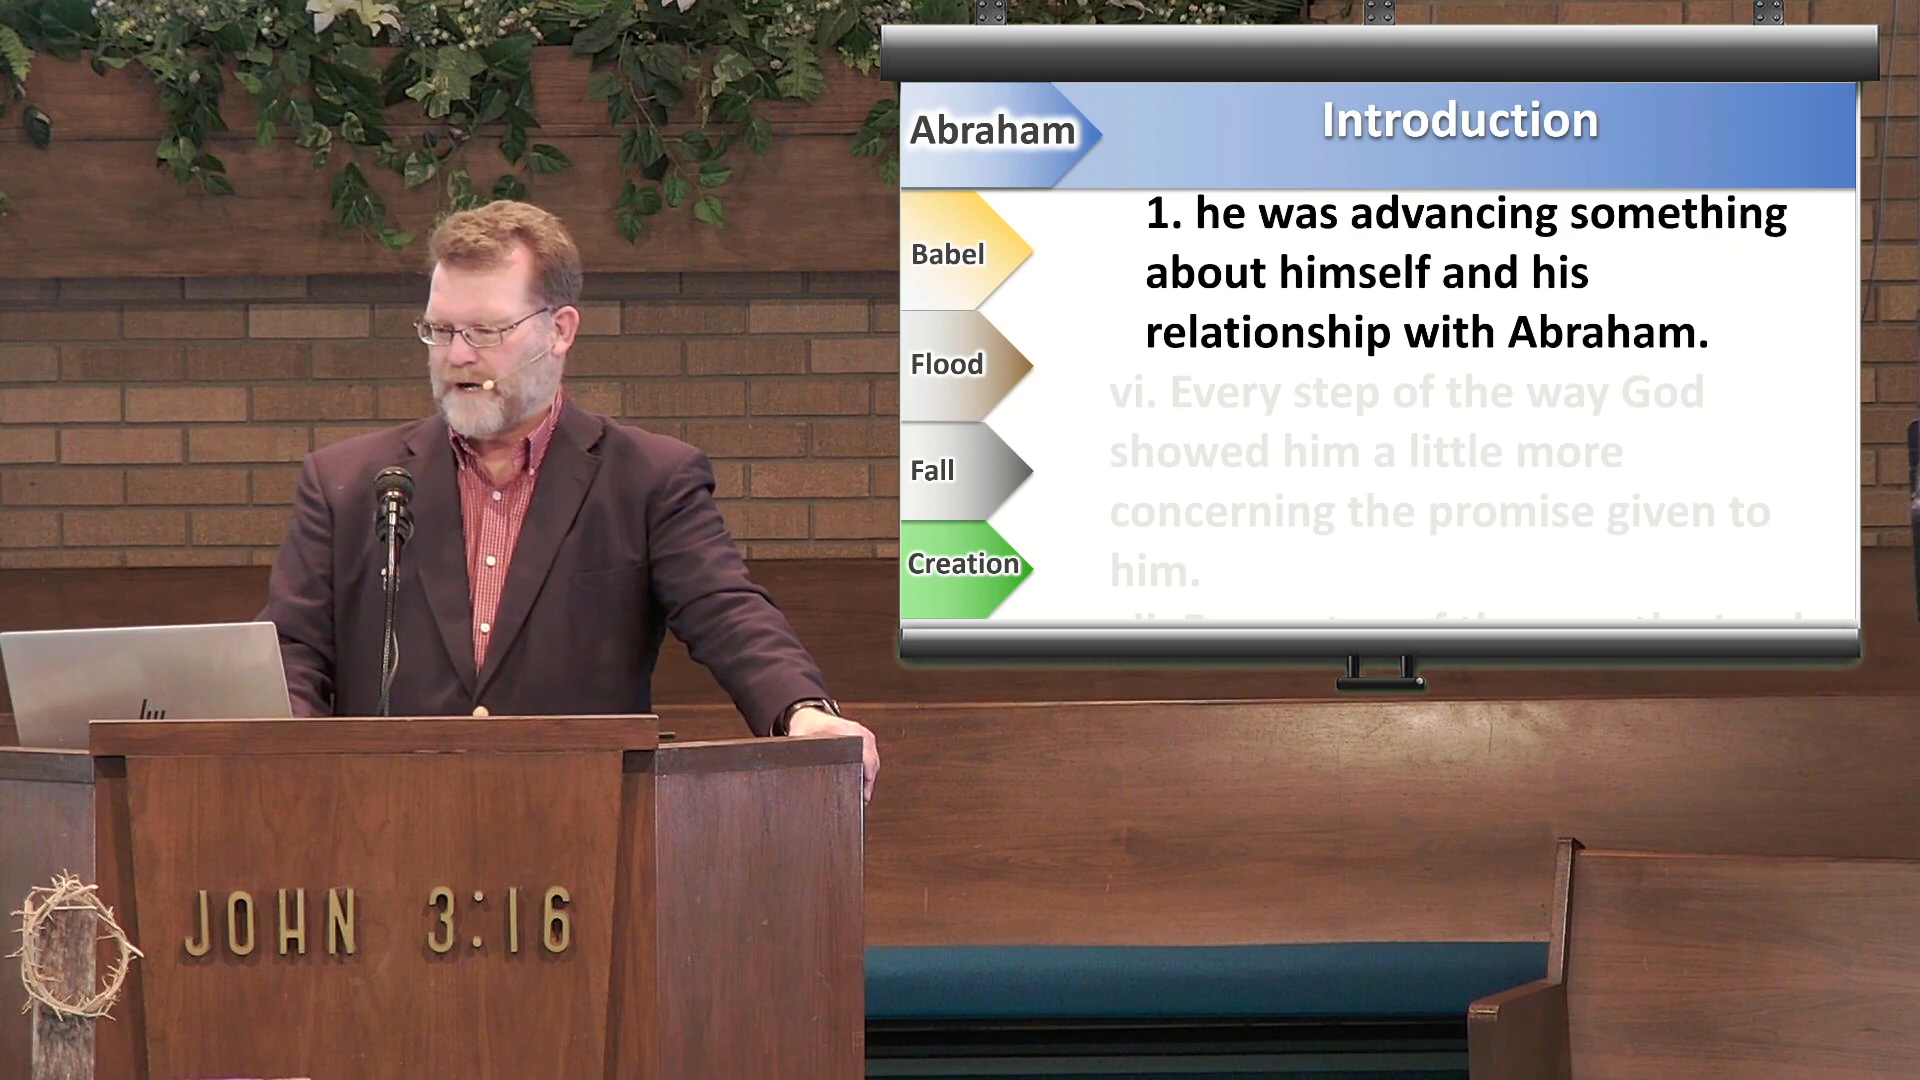 Abraham
Introduction
1. he was advancing something
about himself and his
relationship with Abraham.
vi. Every step of the way God
showed him a little more
concerning the promise given to
him.
Babel
Flood
Fall
Creation
hp
JOHN 3:16